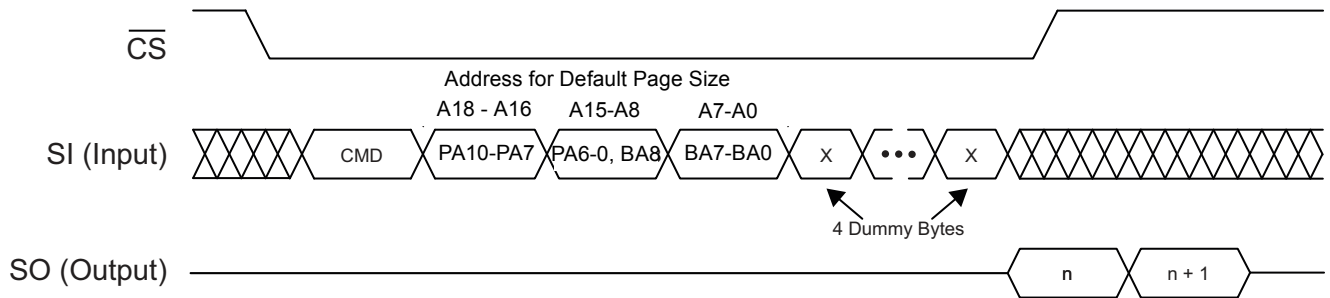 CS
Address for Default Page Size
A18 - A16 A15-A8 A7-A0
SI (Input) CMD PA10-PA7 PA6-0, BA8 BA7-BA0 X ••• X
4 Dummy Bytes
SO (Output) n n + 1